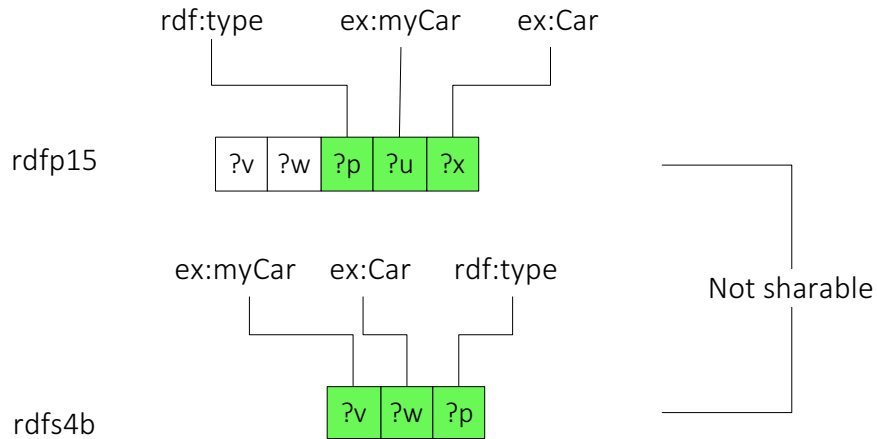 rdf:type ex:myCar ex:Car
rdfp15 ?v ?w ?p ?u ?x
ex:myCar ex:Car rdf:type
Not sharable
rdfs4b ?v ?w ?p